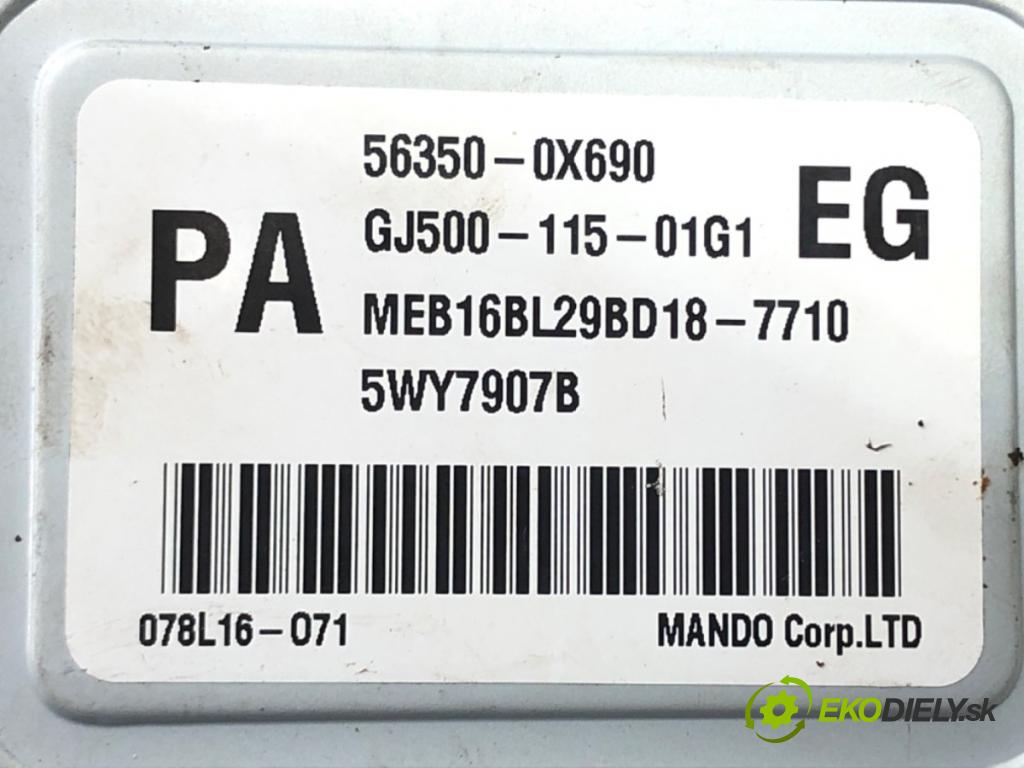 56350-0X690
PA
GJ500-115-01G1
EG
MEB16BL29BD18-7710
5WY7907B
078L16-071
MANDO Corp.LTD
EKODIELY.sk